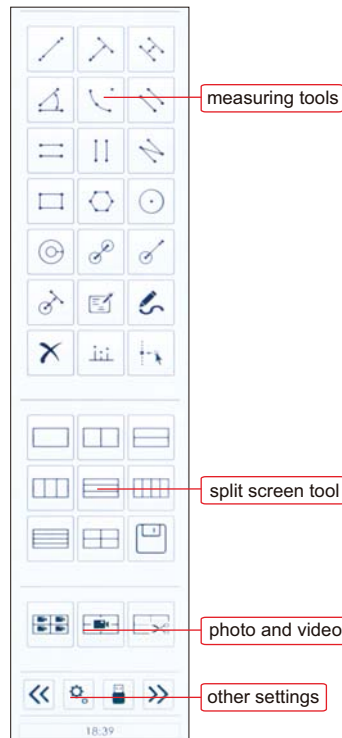 measuring tools
split screen tool
photo and video
other settings
18:39